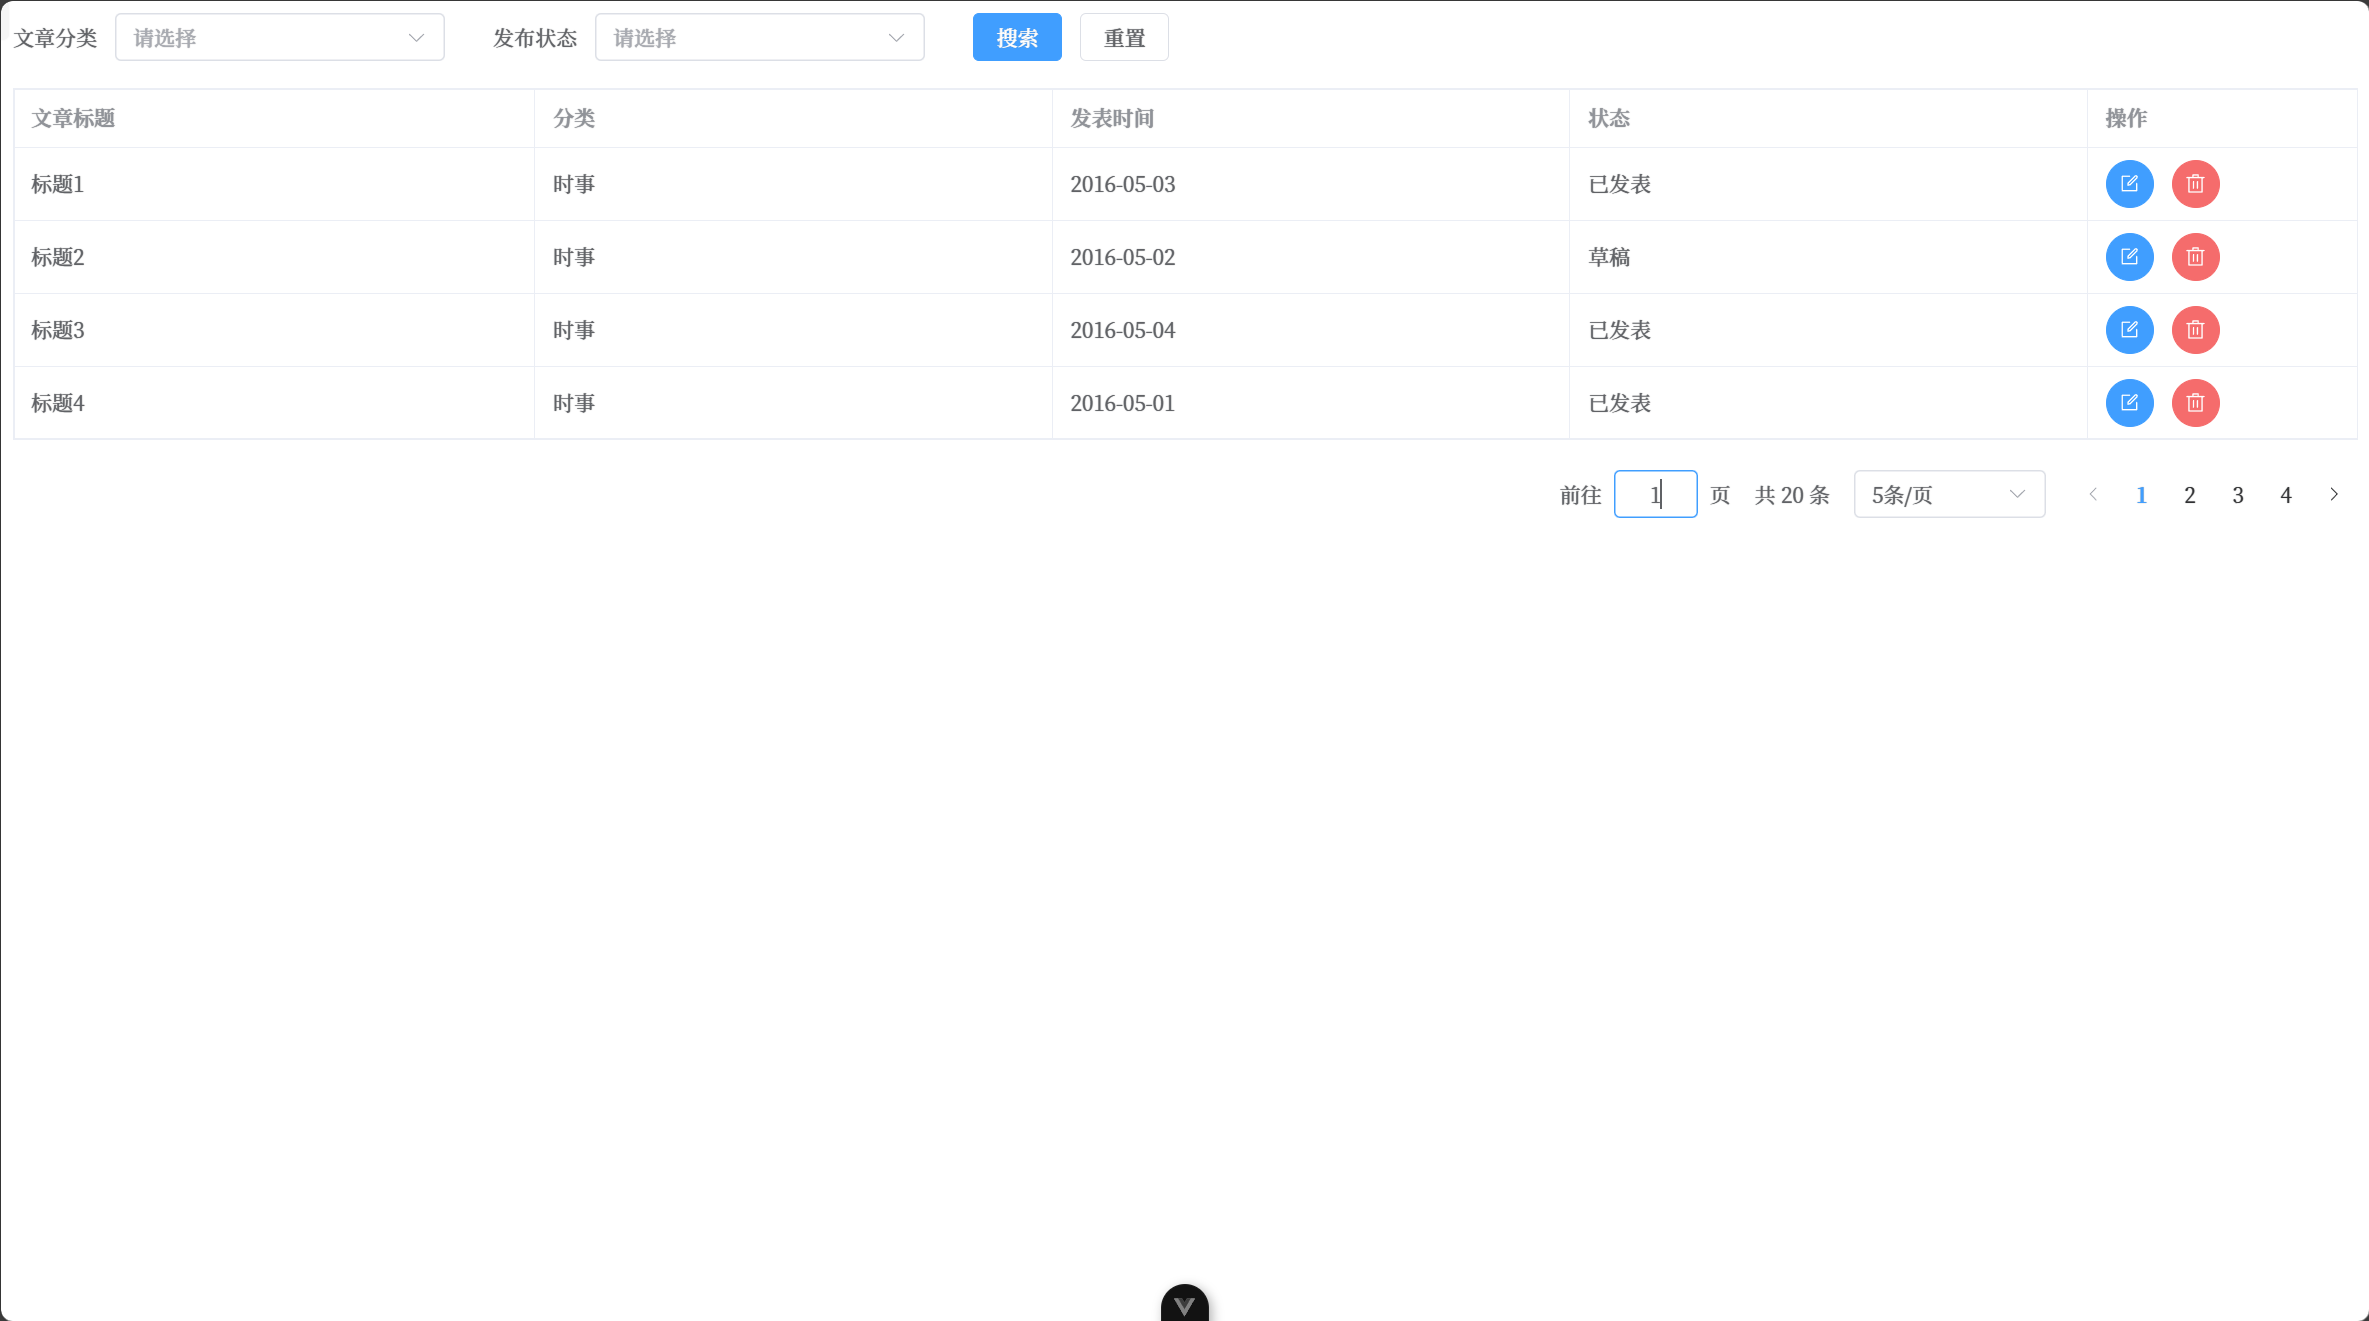 文章分类 请选择 发布状态 请选择 搜索 重置
文章标题 分类 发表时间 状态 操作
标题1 时事 2016-05-03 已发表
标题2 时事 2016-05-02 草稿
标题3 时事 2016-05-04 已发表
标题4 时事 2016-05-01 已发表
前往 1 页 共 20 条 5条/页 1 2 3 4